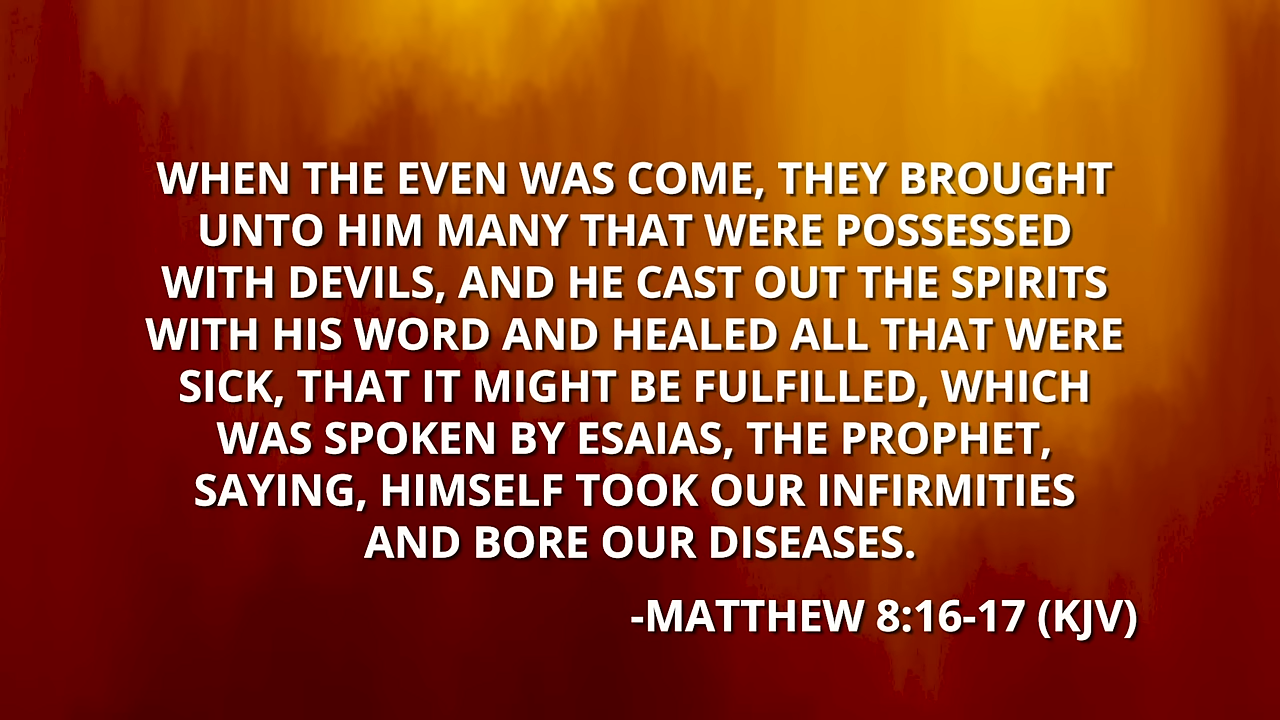 WHEN THE EVEN WAS COME, THEY BROUGHT
UNTO HIM MANY THAT WERE POSSESSED
WITH DEVILS, AND HE CAST OUT THE SPIRITS
WITH HIS WORD AND HEALED ALL THAT WERE
SICK, THAT IT MIGHT BE FULFILLED, WHICH
WAS SPOKEN BY ESAIAS, THE PROPHET,
SAYING, HIMSELF TOOK OUR INFIRMITIES
AND BORE OUR DISEASES.
-MATTHEW 8:16-17 (KJV)